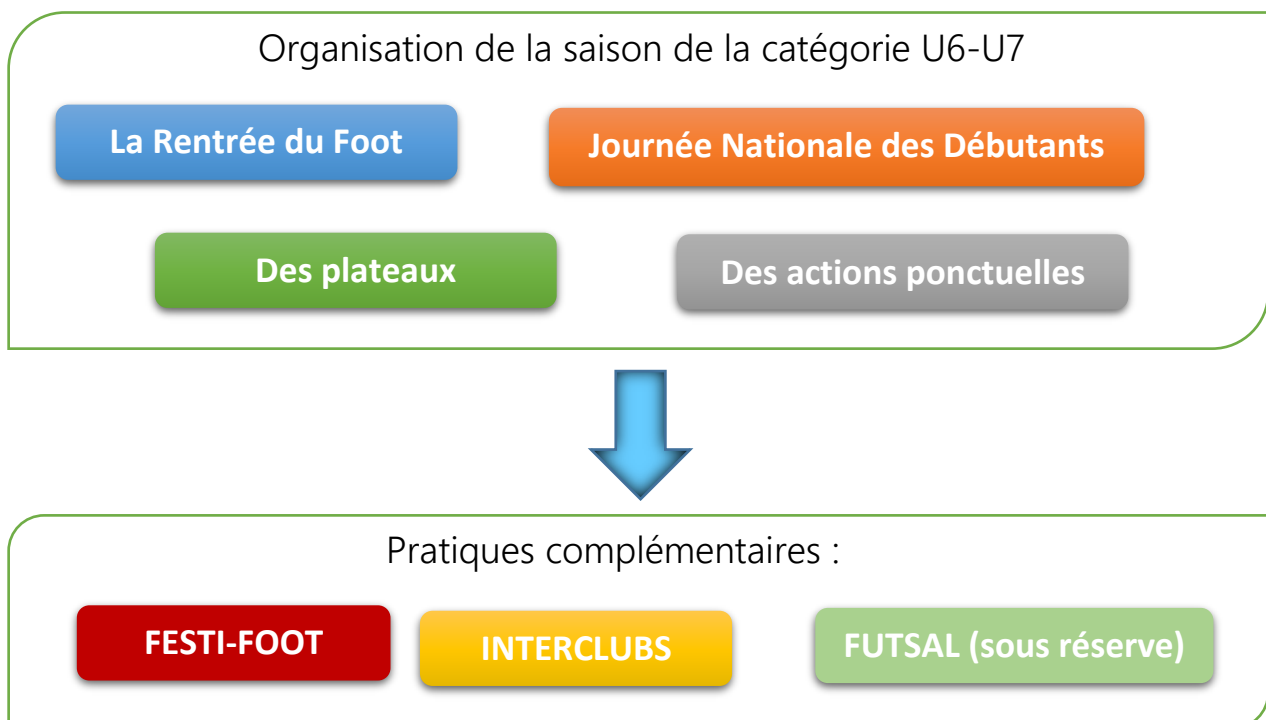 Organisation de la saison de la catégorie U6-U7
La Rentrée du Foot
Journée Nationale des Débutants
Des plateaux
Des actions ponctuelles
Pratiques complémentaires :
FESTI-FOOT
INTERCLUBS
FUTSAL (sous réserve)